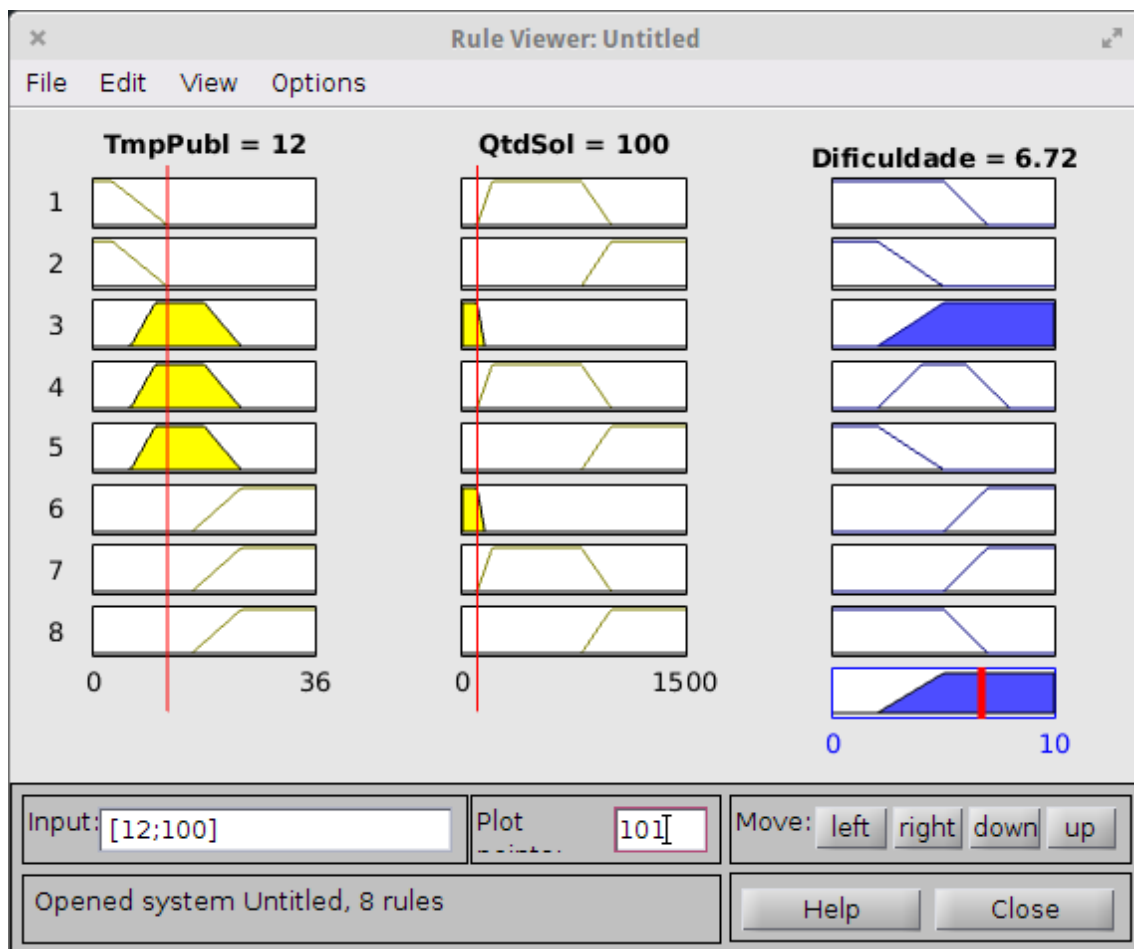 Rule Viewer: Untitled
File Edit View Options
TmpPubl = 12 QtdSol = 100 Dificuldade = 6.72
1
2
3
4
5
6
7
8
0 36 0 1500
0 10
Input: [12;100] Plot 101 Move: left right down up
Opened system Untitled, 8 rules Help Close